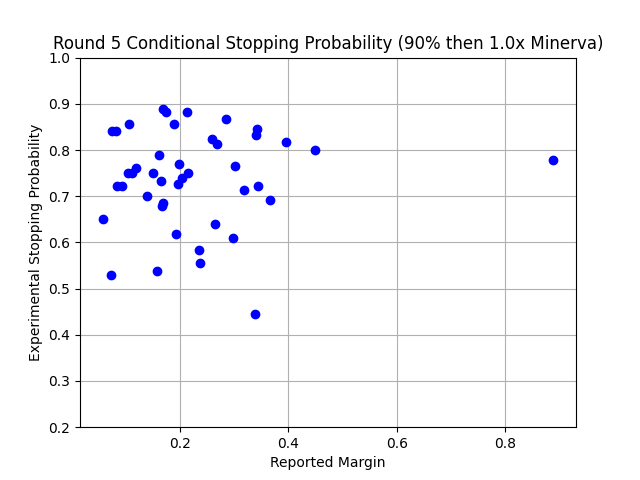 Round 5 Conditional Stopping Probability (90% then 1.0x Minerva)
Experimental Stopping Probability
1.0
0.9
0.8
0.7
0.6
0.5
0.4
0.3
0.2
0.2 0.4 0.6 0.8
Reported Margin